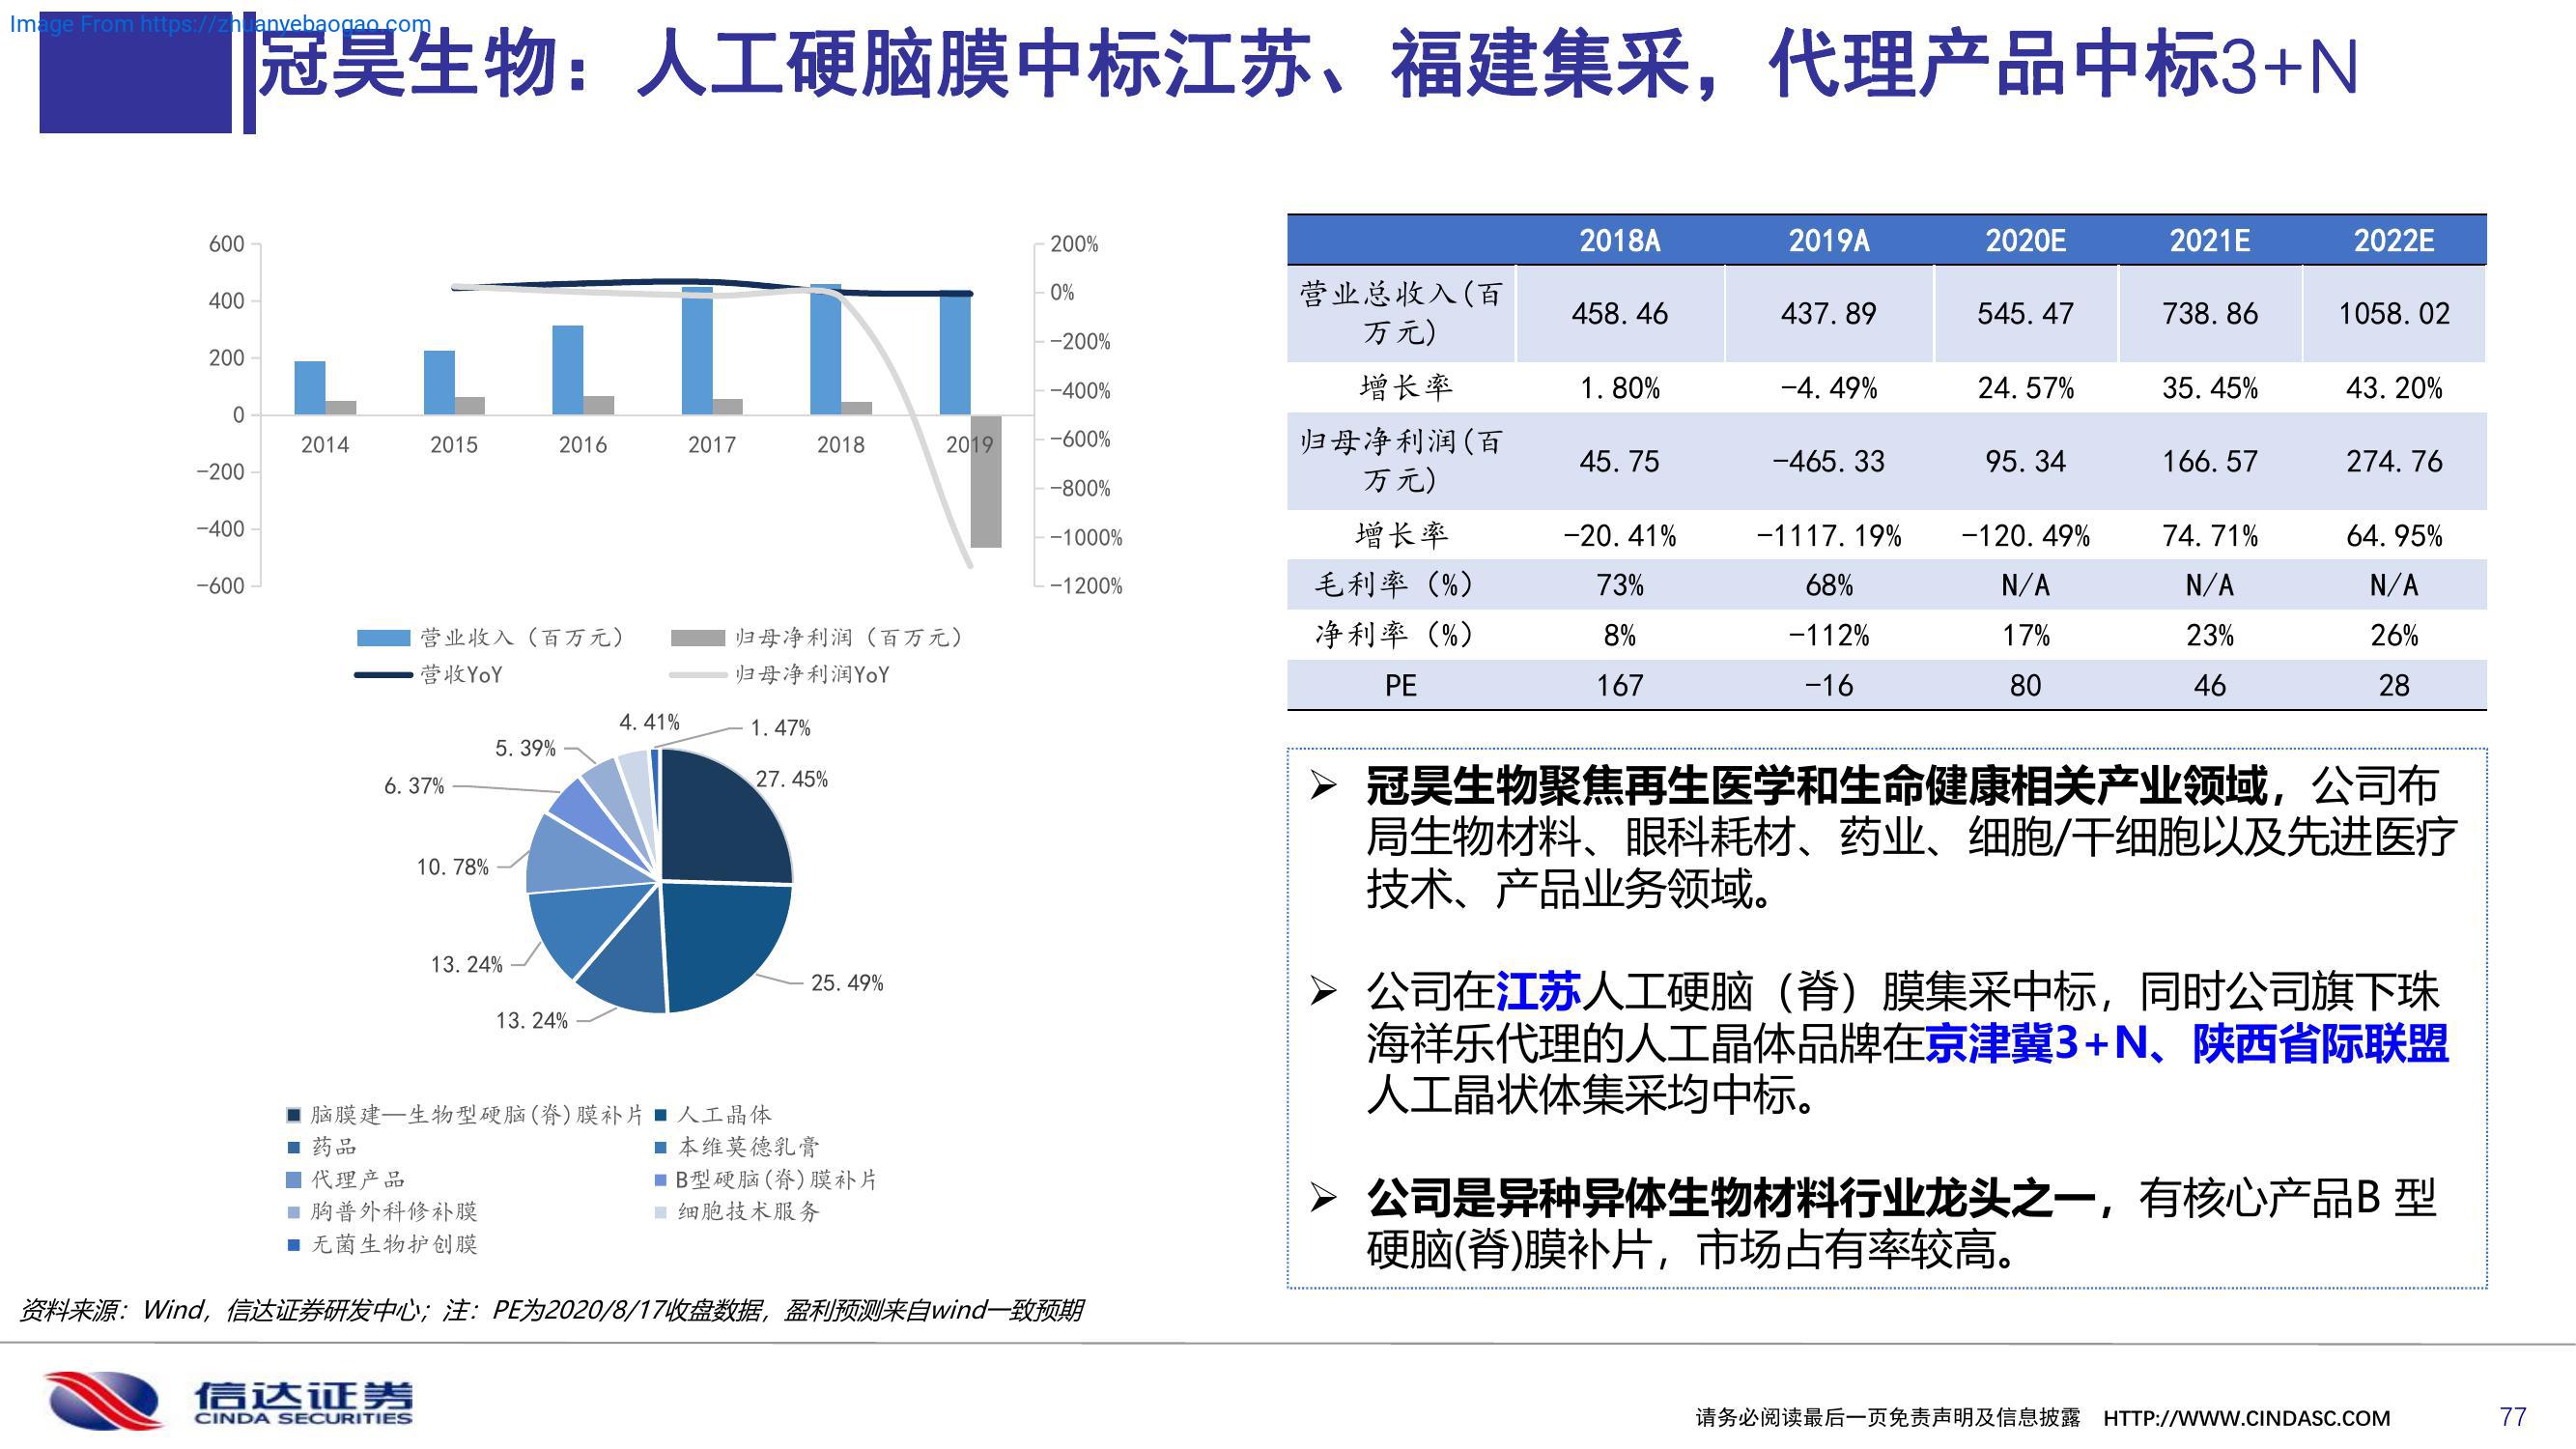 Image From https://zhuanyebaogao.com
冠昊生物：人工硬脑膜中标江苏、福建集采，代理产品中标3+N
600
400
200
0
-200
-400
-600
200%
0%
-200%
-400%
-600%
-800%
-1000%
-1200%
2014 2015 2016 2017 2018 2019
营业收入（百万元） 归母净利润（百万元）
营收YoY 归母净利润YoY
4.41%
1.47%
5.39%
27.45%
6.37%
10.78%
13.24%
25.49%
13.24%
脑膜建—生物型硬脑(脊)膜补片 人工晶体
药品 本维莫德乳膏
代理产品 B型硬脑(脊)膜补片
胸普外科修补膜 细胞技术服务
无菌生物护创膜
2018A 2019A 2020E 2021E 2022E
营业总收入(百
万元) 458.46 437.89 545.47 738.86 1058.02
增长率 1.80% -4.49% 24.57% 35.45% 43.20%
归母净利润(百
万元) 45.75 -465.33 95.34 166.57 274.76
增长率 -20.41% -1117.19% -120.49% 74.71% 64.95%
毛利率（%） 73% 68% N/A N/A N/A
净利率（%） 8% -112% 17% 23% 26%
PE 167 -16 80 46 28
➢ 冠昊生物聚焦再生医学和生命健康相关产业领域，公司布
局生物材料、眼科耗材、药业、细胞/干细胞以及先进医疗
技术、产品业务领域。
➢ 公司在江苏人工硬脑（脊）膜集采中标，同时公司旗下珠
海祥乐代理的人工晶体品牌在京津冀3+N、陕西省际联盟
人工晶状体集采均中标。
➢ 公司是异种异体生物材料行业龙头之一，有核心产品B 型
硬脑(脊)膜补片，市场占有率较高。
资料来源：Wind，信达证券研发中心；注：PE为2020/8/17收盘数据，盈利预测来自wind一致预期
信达证券
CINDA SECURITIES
请务必阅读最后一页免责声明及信息披露 HTTP://WWW.CINDASC.COM 77